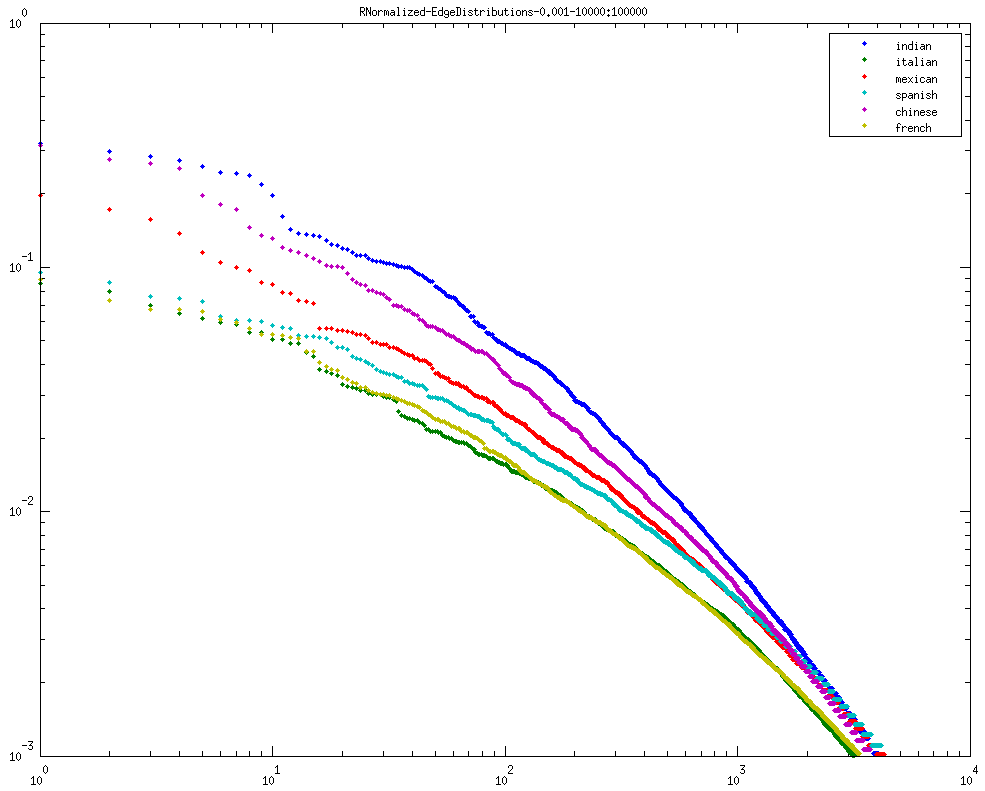 RNormalized-EdgeDistributions-0.001-10000:100000
10^0
indian
italian
mexican
spanish
chinese
french
10^-1
10^-2
10^-3
10^0 10^1 10^2 10^3 10^4